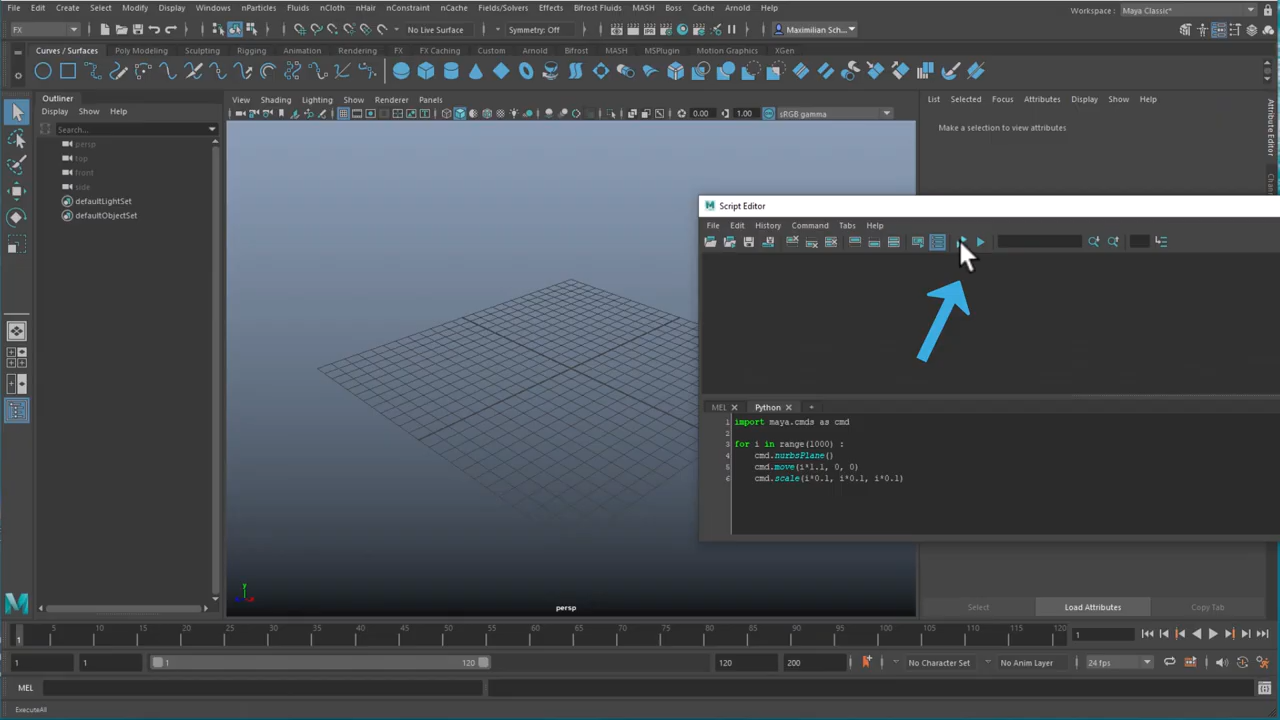 File Edit Create Select Modify Display Windows nParticles Fluids nCloth nHair nConstraint nCache Fields/Solvers Effects Bifrost Fluids MASH Boss Cache Arnold Help
Workspace : Maya Classic*
FX
No Live Surface
Symmetry: Off
Maximilian Sch...
Curves / Surfaces Poly Modeling Sculpting Rigging Animation Rendering FX FX Caching Custom Arnold Bifrost MASH MSPlugin Motion Graphics XGen
Outliner
Display Show Help
Search...
persp
top
front
side
defaultLightSet
defaultObjectSet
View Shading Lighting Show Renderer Panels
0.00 1.00 sRGB gamma
persp
List Selected Focus Attributes Display Show Help
Make a selection to view attributes
Attribute Editor
Script Editor
File Edit History Command Tabs Help
MEL Python +
1 import maya.cmds as cmd
2
3 for i in range(1000) :
4 cmd.nurbsPlane()
5 cmd.move(i*1.1, 0, 0)
6 cmd.scale(i*0.1, i*0.1, i*0.1)
Select Load Attributes Copy Tab
1 5 10 15 20 25 30 35 40 45 50 55 60 65 70 75 80 85 90 95 100 105 110 115 120
1
1 1 1 120 120 200 No Character Set No Anim Layer 24 fps
MEL
ExecuteAll